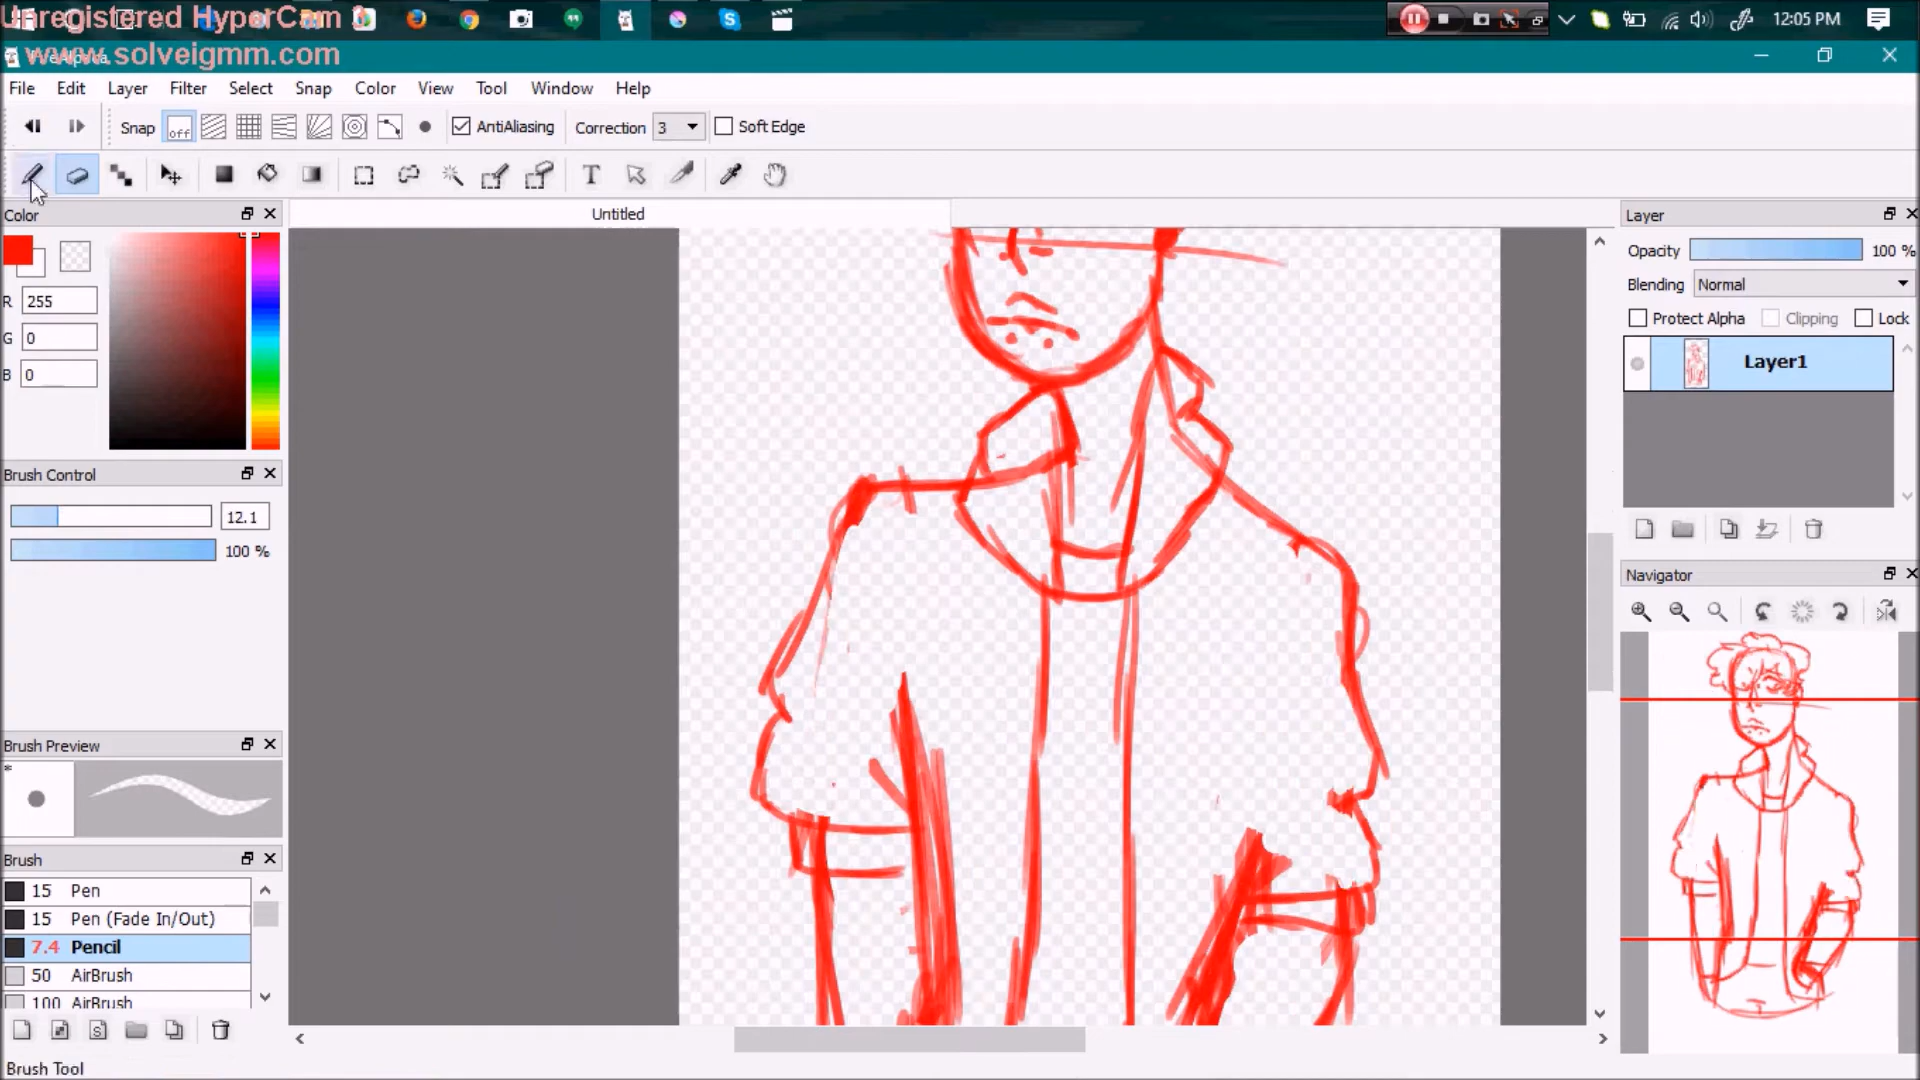 Unregistered HyperCam
www.solveigmm.com
12:05 PM
File Edit Layer Filter Select Snap Color View Tool Window Help
Snap off AntiAliasing Correction 3 Soft Edge
Color
Untitled
Layer
R 255
G 0
B 0
Opacity 100 %
Blending Normal
Protect Alpha Clipping Lock
Layer1
Brush Control
12.1
100 %
Navigator
Brush Preview
*
Brush
15 Pen
15 Pen (Fade In/Out)
7.4 Pencil
50 AirBrush
100 AirBrush
Brush Tool